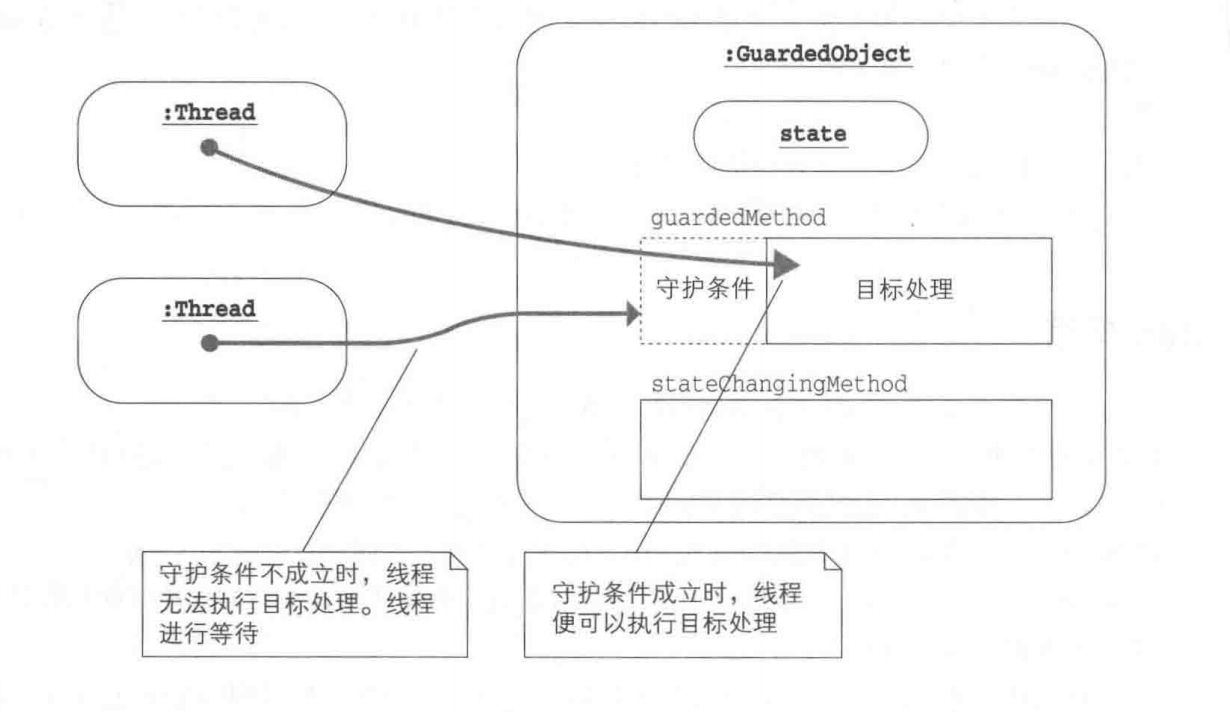 :GuardedObject
:Thread
state
guardedMethod
守护条件
目标处理
:Thread
stateChangingMethod
守护条件不成立时，线程
无法执行目标处理。线程
进行等待
守护条件成立时，线程
便可以执行目标处理